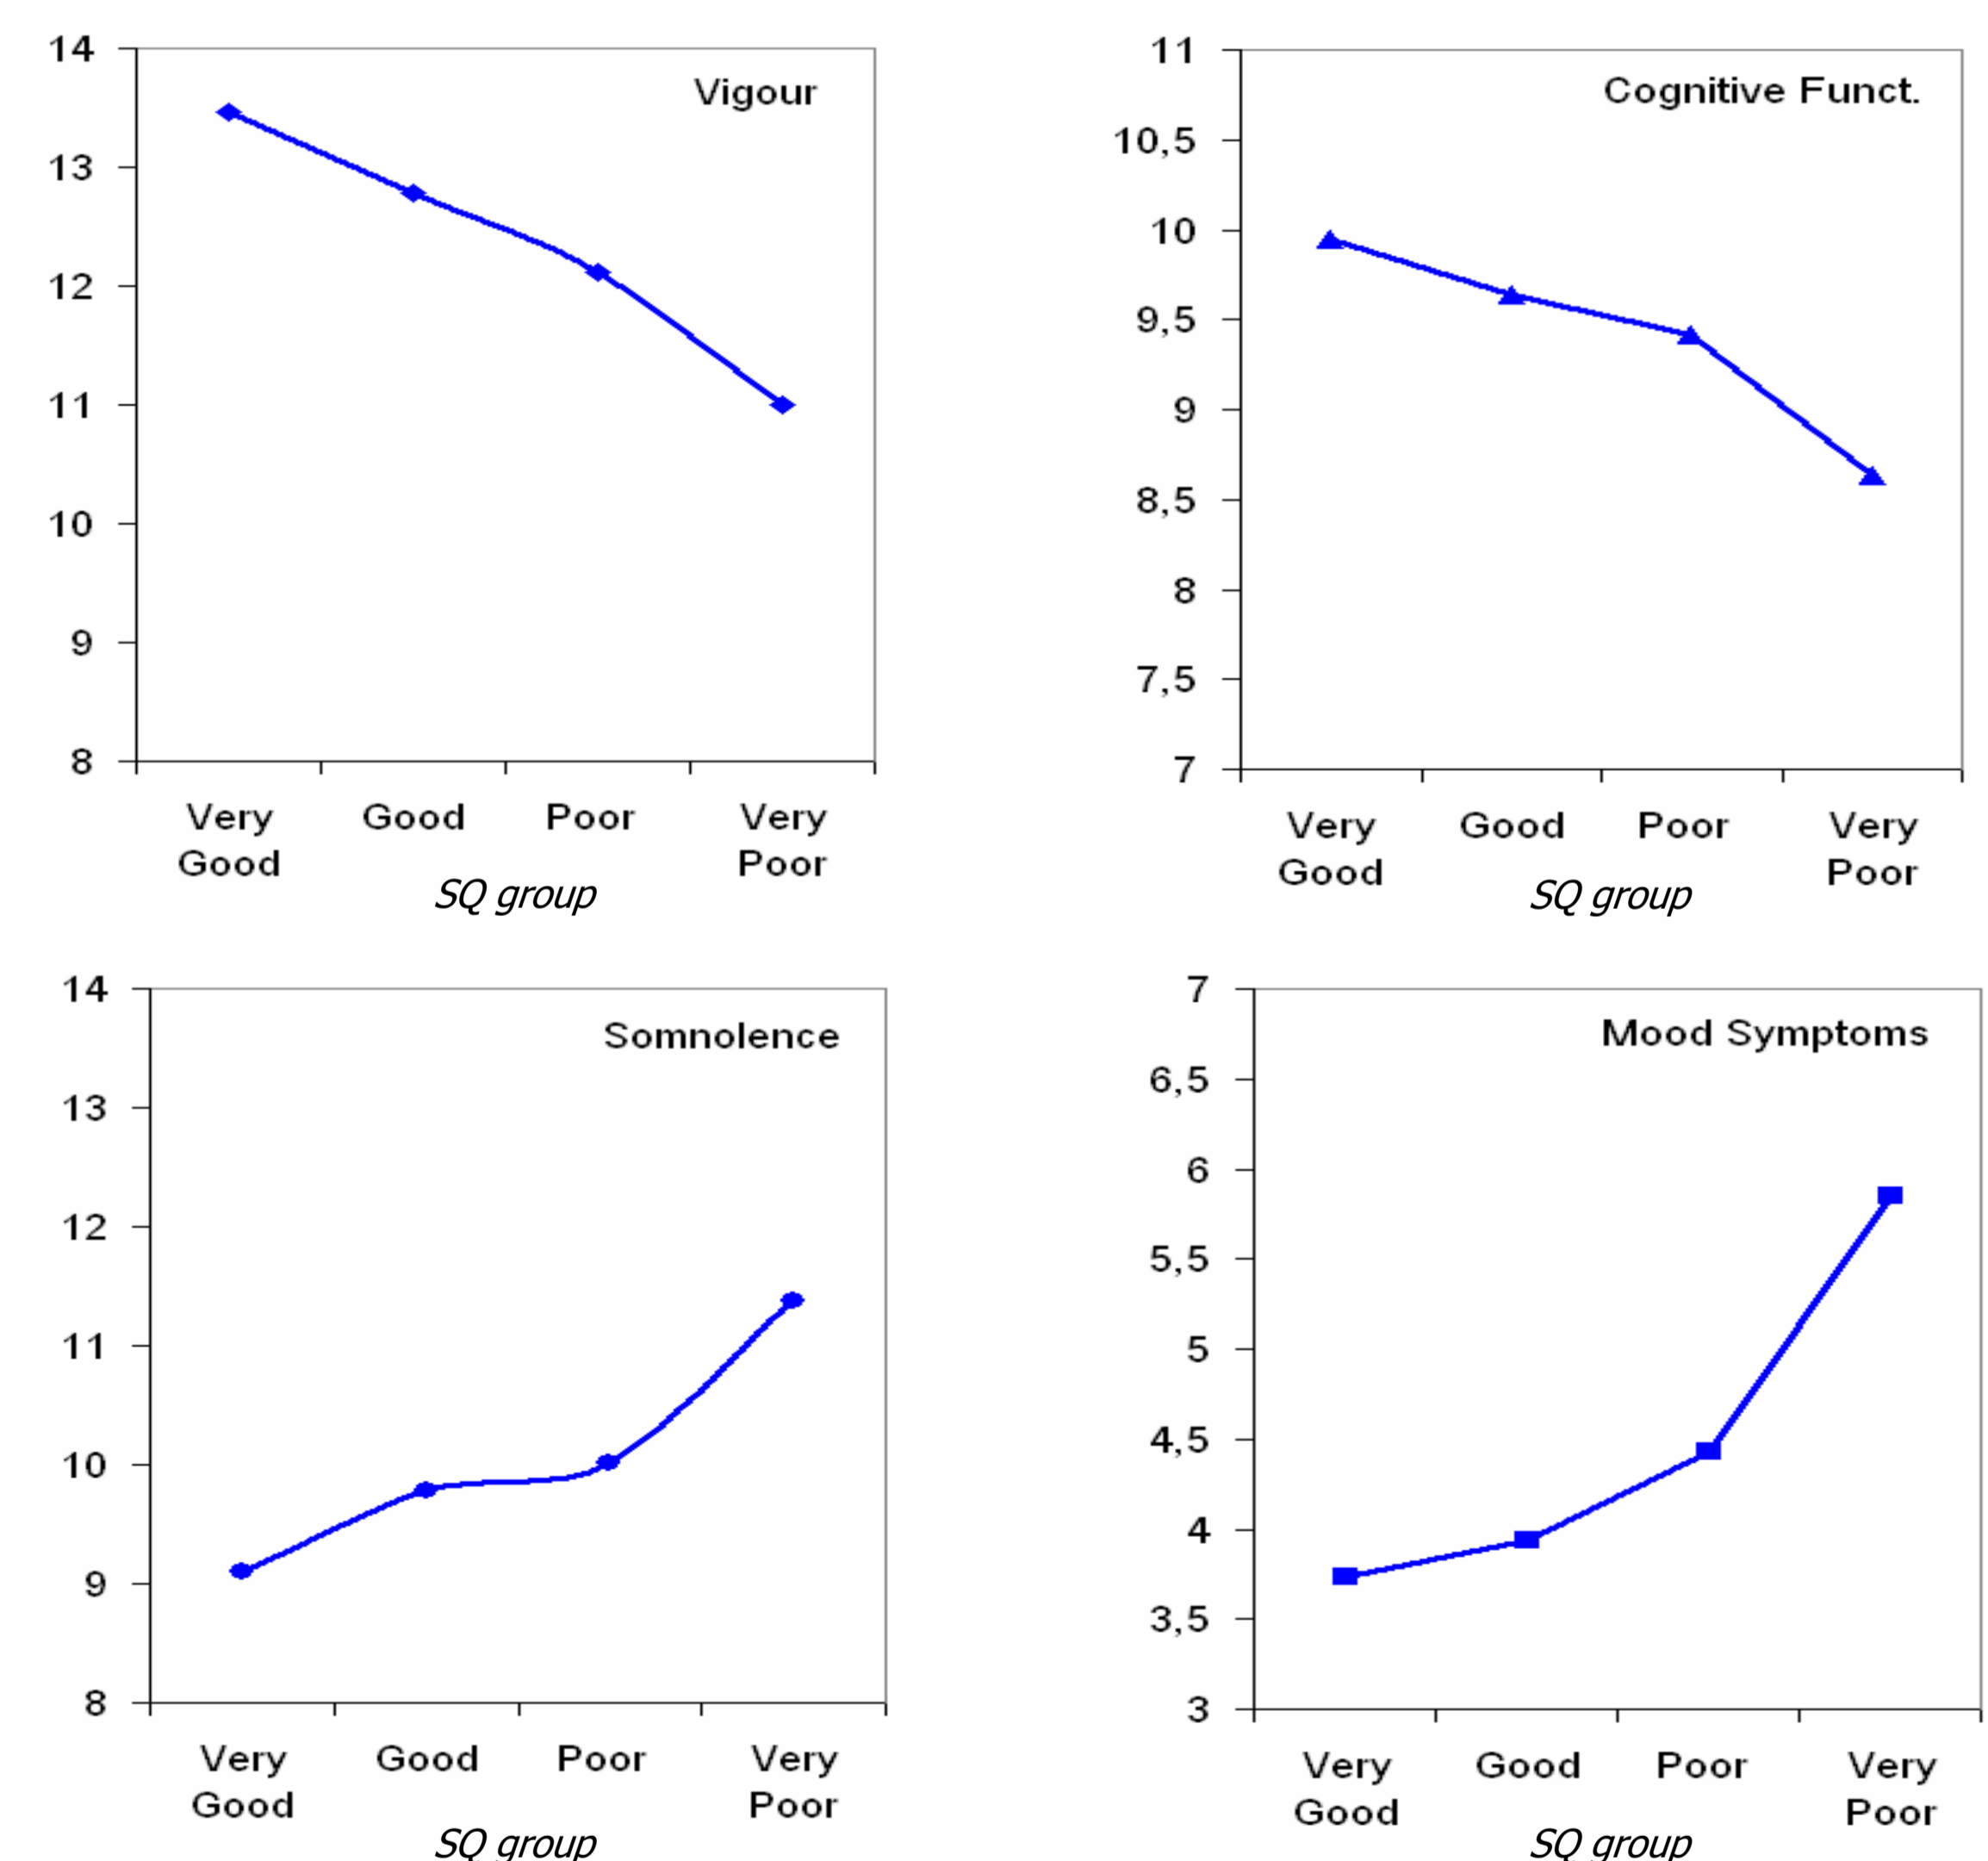 Vigour
14
13
12
11
10
9
8
Very Good
Good
Poor
Very Poor
SQ group
Cognitive Funct.
11
10,5
10
9,5
9
8,5
8
7,5
7
Very Good
Good
Poor
Very Poor
SQ group
Somnolence
14
13
12
11
10
9
8
Very Good
Good
Poor
Very Poor
SQ group
Mood Symptoms
7
6,5
6
5,5
5
4,5
4
3,5
3
Very Good
Good
Poor
Very Poor
SQ group